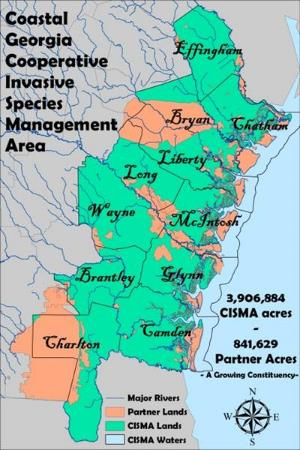 Coastal
Georgia
Cooperative
Invasive
Species
Management
Area
Effingham
Bryan
Chatham
Liberty
Long
Wayne
McIntosh
Brantley
Glynn
Charlton
Camden
3,906,884
CISMA acres
-
841,629
Partner Acres
- A Growing Constituency-
Major Rivers
Partner Lands
CISMA Lands
CISMA Waters
N
W
E
S